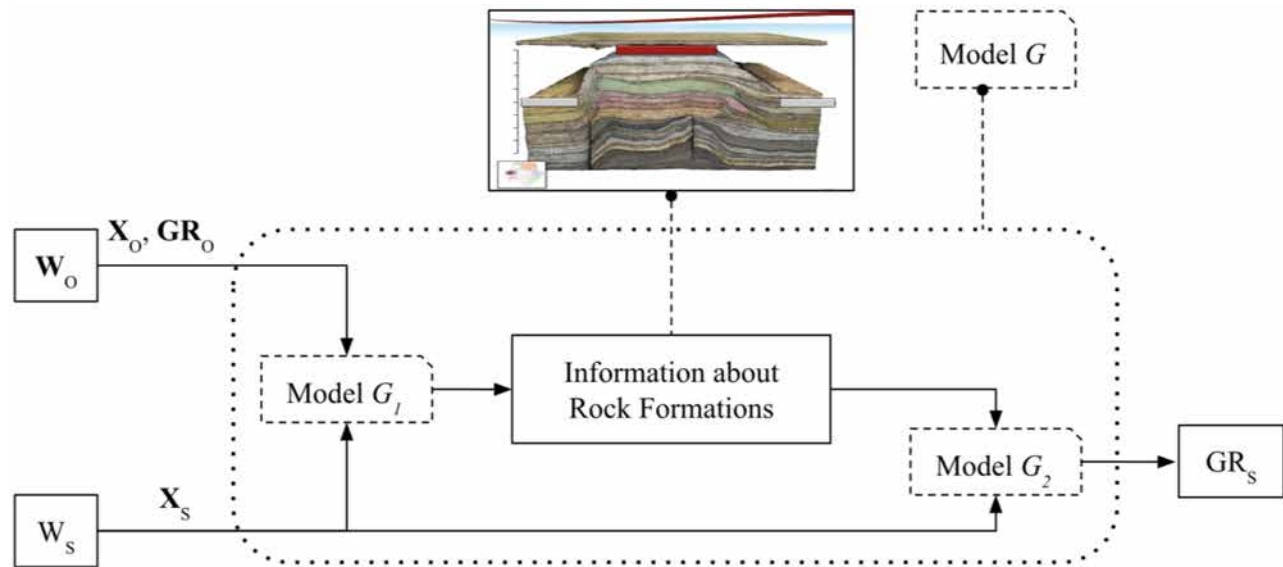 Model G
X_O, GR_O
W_O
Model G_1
Information about
Rock Formations
Model G_2
GR_S
X_S
W_S